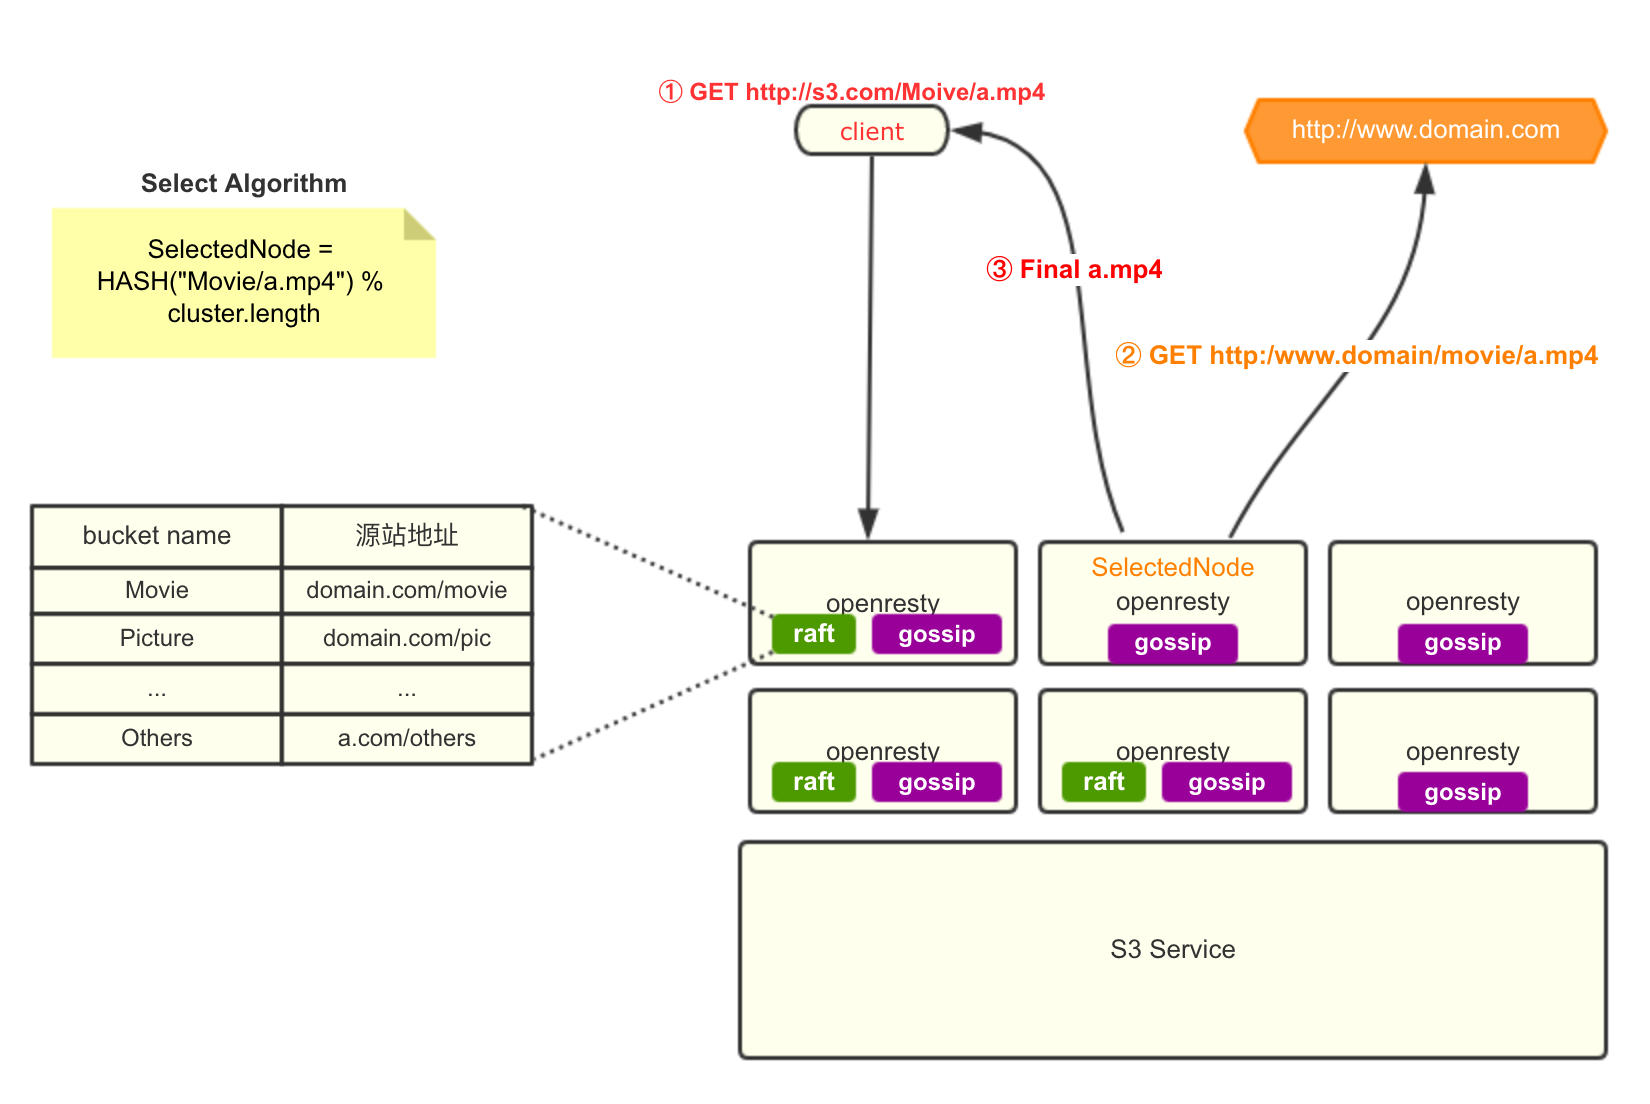 ① GET http://s3.com/Moive/a.mp4
client
http://www.domain.com
Select Algorithm
SelectedNode =
HASH("Movie/a.mp4") %
cluster.length
③ Final a.mp4
② GET http:/www.domain/movie/a.mp4
bucket name 源站地址
Movie domain.com/movie
Picture domain.com/pic
... ...
Others a.com/others
openresty
raft gossip
SelectedNode
openresty
gossip
openresty
gossip
openresty
raft gossip
openresty
raft gossip
openresty
gossip
S3 Service